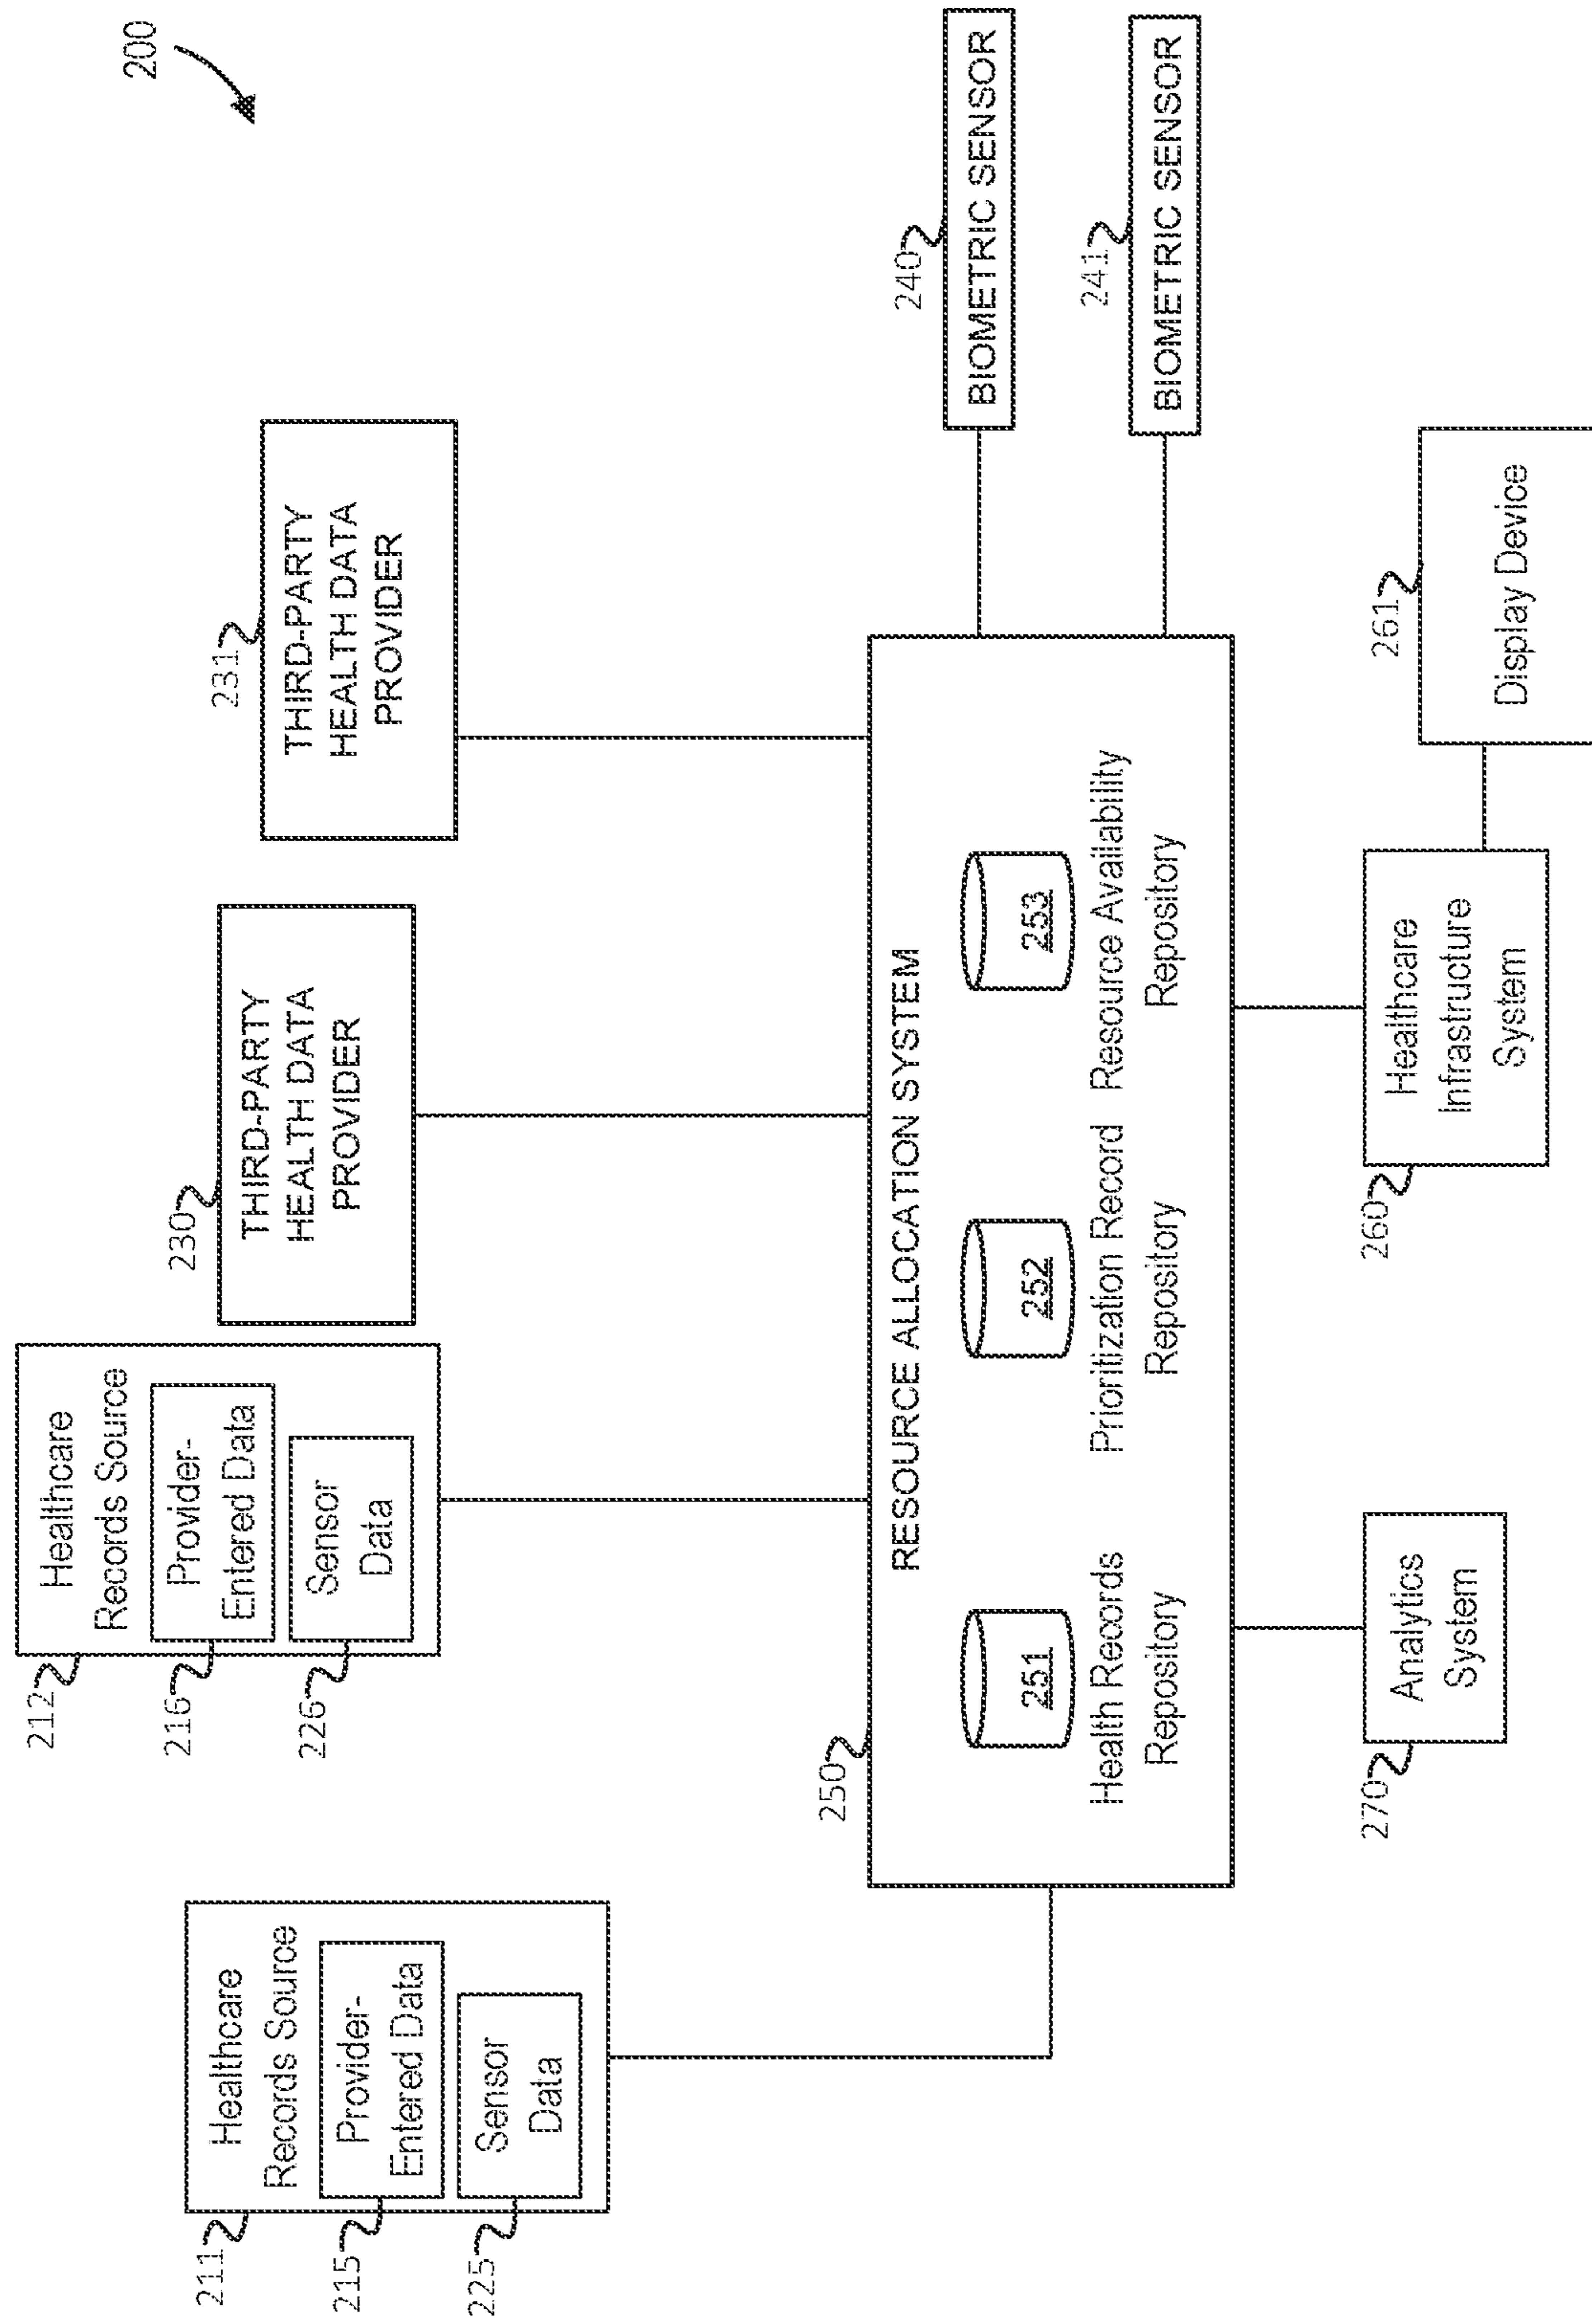 200
211
Healthcare
Records Source
215
Provider-
Entered Data
225
Sensor
Data
212
Healthcare
Records Source
216
Provider-
Entered Data
226
Sensor
Data
230
THIRD-PARTY
HEALTH DATA
PROVIDER
231
THIRD-PARTY
HEALTH DATA
PROVIDER
250
RESOURCE ALLOCATION SYSTEM
251
Health Records
Repository
252
Prioritization Record
Repository
253
Resource Availability
Repository
240
BIOMETRIC SENSOR
241
BIOMETRIC SENSOR
270
Analytics
System
260
Healthcare
Infrastructure
System
261
Display Device